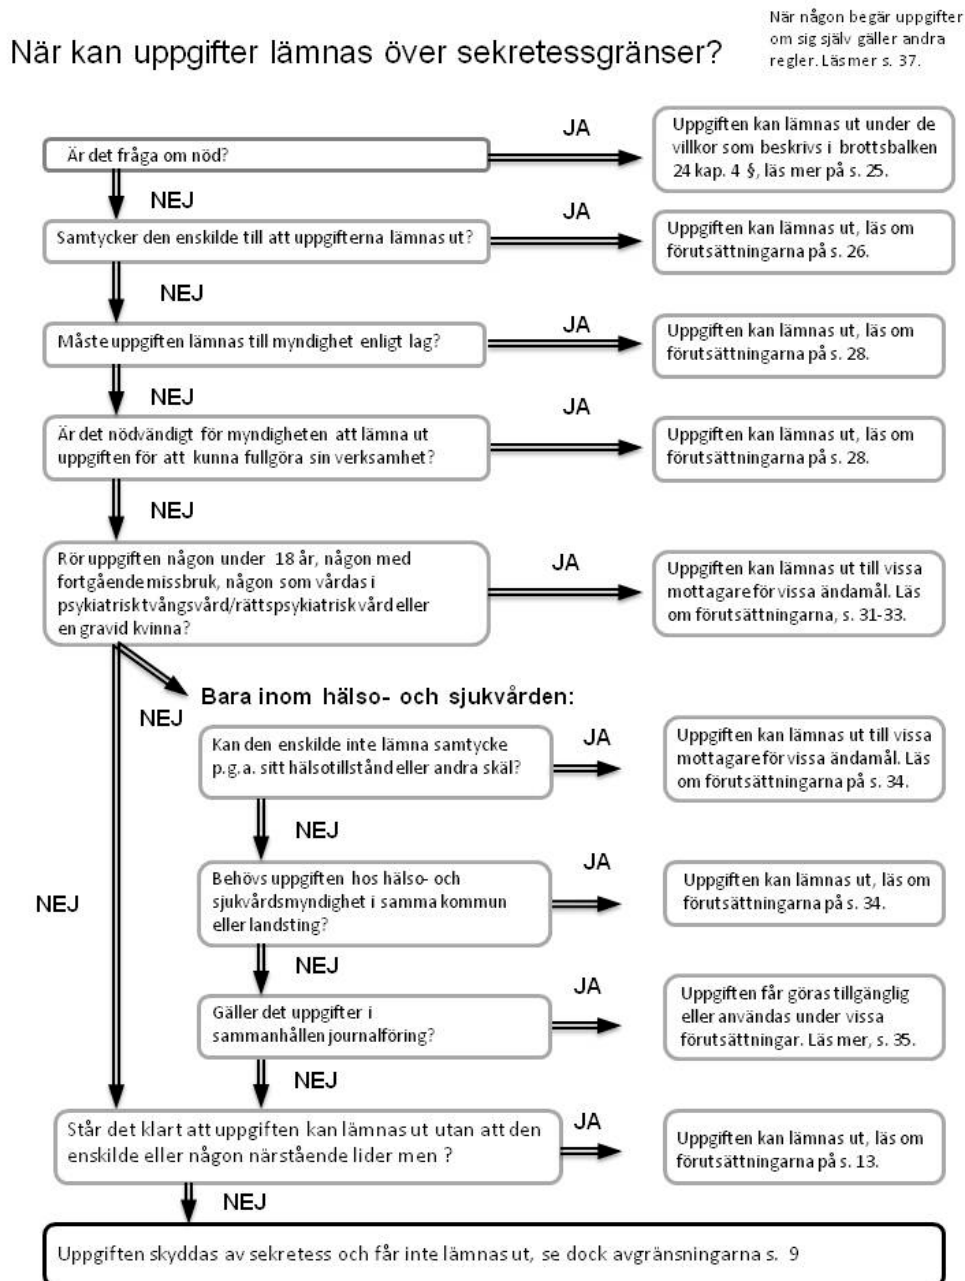 När kan uppgifter lämnas över sekretessgränser?
När någon begär uppgifter
om sig själv gäller andra
regler. Läs mer s. 37.
Är det fråga om nöd?
JA
Uppgiften kan lämnas ut under de
villkor som beskrivs i brottsbalken
24 kap. 4 §, läs mer på s. 25.
NEJ
Samtycker den enskilde till att uppgifterna lämnas ut?
JA
Uppgiften kan lämnas ut, läs om
förutsättningarna på s. 26.
NEJ
Måste uppgiften lämnas till myndighet enligt lag?
JA
Uppgiften kan lämnas ut, läs om
förutsättningarna på s. 28.
NEJ
Är det nödvändigt för myndigheten att lämna ut
uppgiften för att kunna fullgöra sin verksamhet?
JA
Uppgiften kan lämnas ut, läs om
förutsättningarna på s. 28.
NEJ
Rör uppgiften någon under 18 år, någon med
fortgående missbruk, någon som vårdas i
psykiatrisk tvångsvård/rättspsykiatrisk vård eller
en gravid kvinna?
JA
Uppgiften kan lämnas ut till vissa
mottagare för vissa ändamål. Läs
om förutsättningarna, s. 31-33.
NEJ
Bara inom hälso- och sjukvården:
Kan den enskilde inte lämna samtycke
p.g.a. sitt hälsotillstånd eller andra skäl?
JA
Uppgiften kan lämnas ut till vissa
mottagare för vissa ändamål. Läs
om förutsättningarna på s. 34.
NEJ
Behövs uppgiften hos hälso- och
sjukvårdsmyndighet i samma kommun
eller landsting?
JA
Uppgiften kan lämnas ut, läs om
förutsättningarna på s. 34.
NEJ
NEJ
Gäller det uppgifter i
sammanhållen journalföring?
JA
Uppgiften får göras tillgänglig
eller användas under vissa
förutsättningar. Läs mer, s. 35.
NEJ
Står det klart att uppgiften kan lämnas ut utan att den
enskilde eller någon närstående lider men ?
JA
Uppgiften kan lämnas ut, läs om
förutsättningarna på s. 13.
NEJ
Uppgiften skyddas av sekretess och får inte lämnas ut, se dock avgränsningarna s. 9